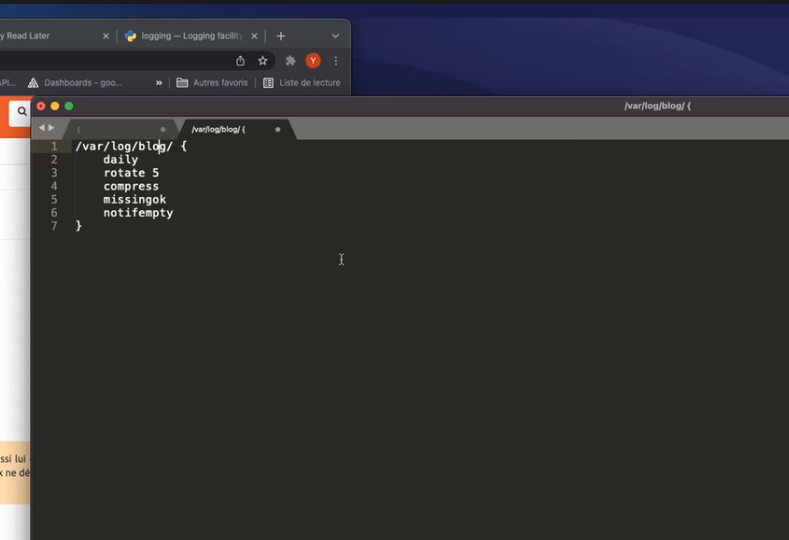 y Read Later
logging — Logging facility
Y
PI...
Dashboards - goo...
»
Autres favoris
Liste de lecture
/var/log/blog/ {
{
/var/log/blog/ {
1 /var/log/blog/ {
2 daily
3 rotate 5
4 compress
5 missingok
6 notifempty
7 }
ssi lui
x ne dé